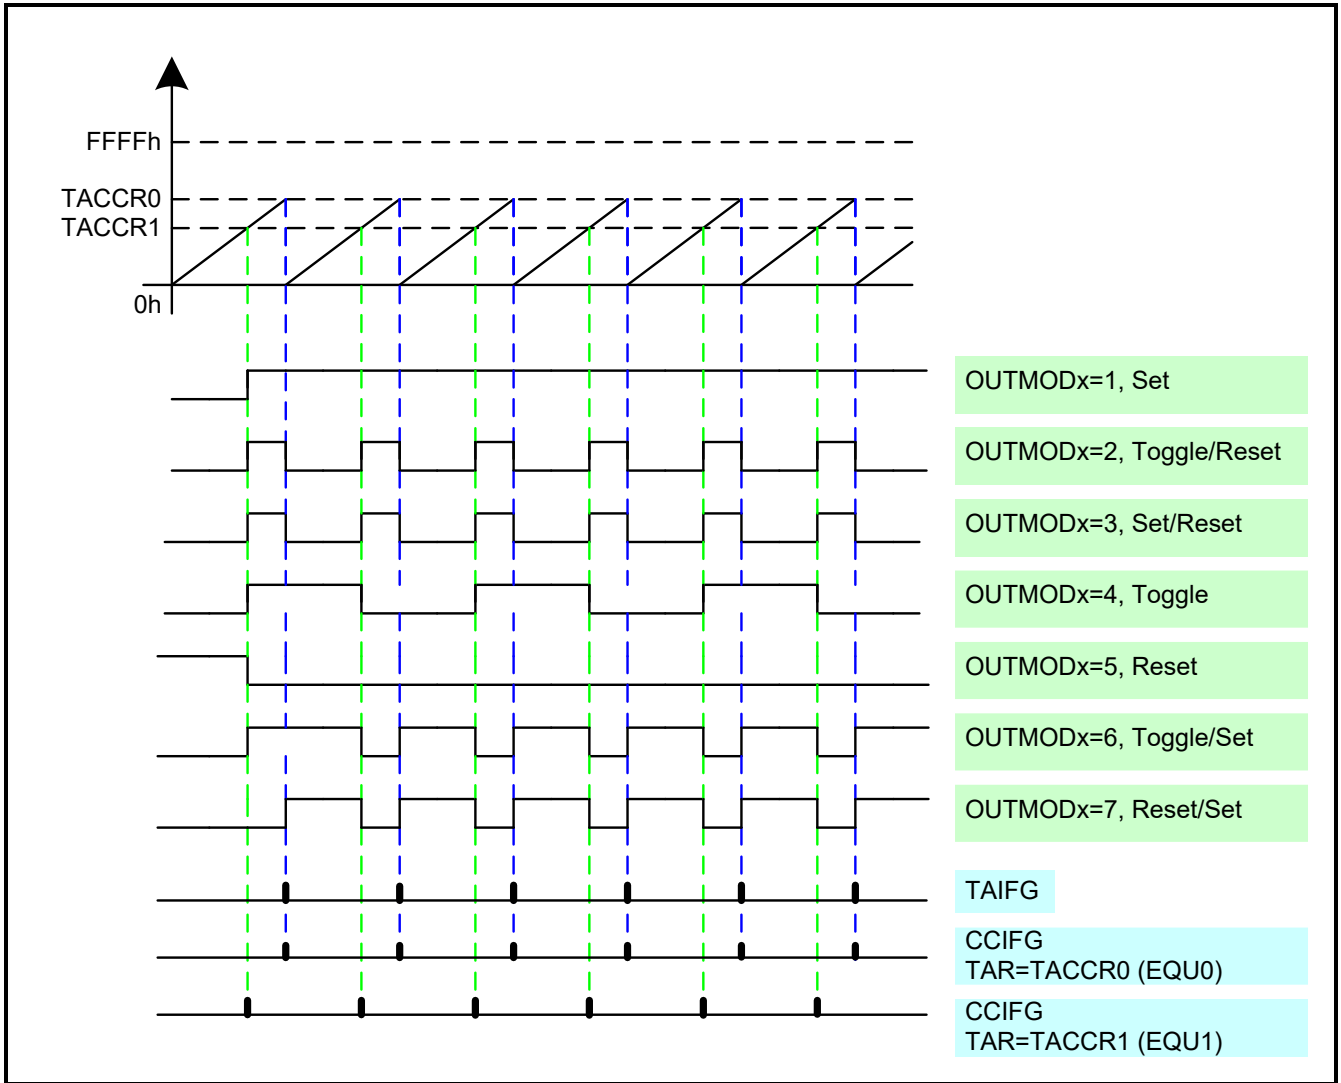 FFFFh
TACCR0
TACCR1
0h
OUTMODx=1, Set
OUTMODx=2, Toggle/Reset
OUTMODx=3, Set/Reset
OUTMODx=4, Toggle
OUTMODx=5, Reset
OUTMODx=6, Toggle/Set
OUTMODx=7, Reset/Set
TAIFG
CCIFG
TAR=TACCR0 (EQU0)
CCIFG
TAR=TACCR1 (EQU1)